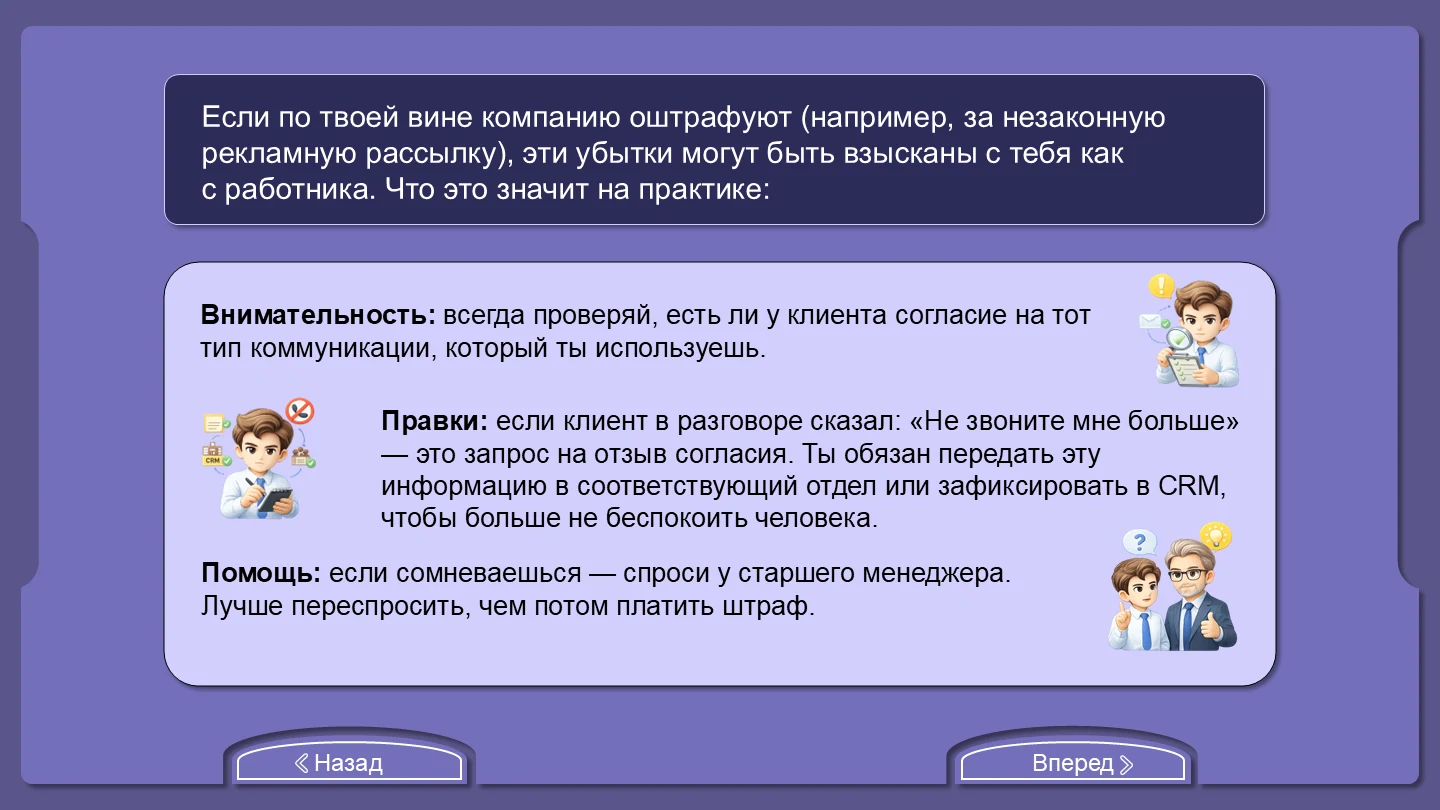 Если по твоей вине компанию оштрафуют (например, за незаконную
рекламную рассылку), эти убытки могут быть взысканы с тебя как
с работника. Что это значит на практике:
Внимательность: всегда проверяй, есть ли у клиента согласие на тот
тип коммуникации, который ты используешь.
Правки: если клиент в разговоре сказал: «Не звоните мне больше»
— это запрос на отзыв согласия. Ты обязан передать эту
информацию в соответствующий отдел или зафиксировать в CRM,
чтобы больше не беспокоить человека.
CRM
Помощь: если сомневаешься — спроси у старшего менеджера.
Лучше переспросить, чем потом платить штраф.
Назад
Вперед